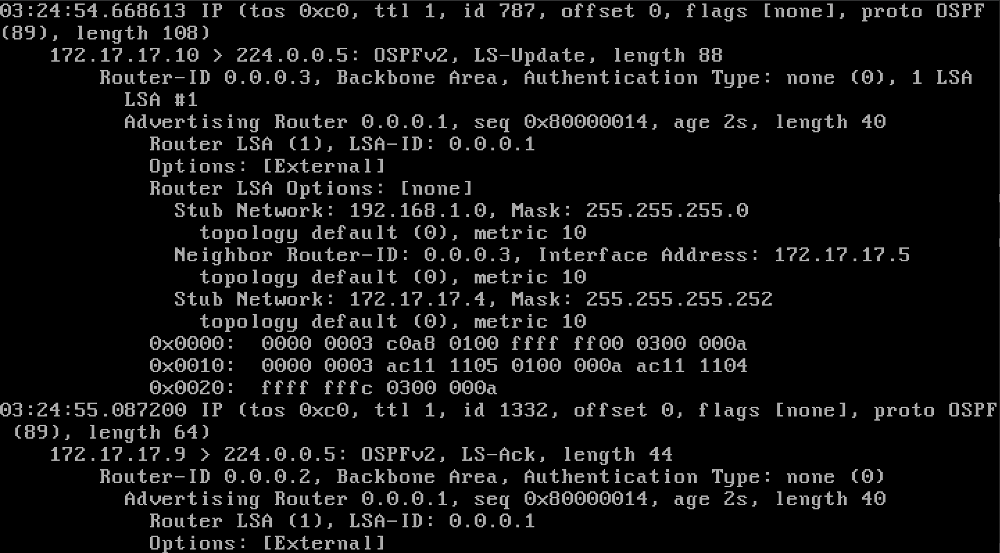 03:24:54.668613 IP (tos 0xc0, ttl 1, id 787, offset 0, flags [none], proto OSPF
(89), length 108)
    172.17.17.10 > 224.0.0.5: OSPFv2, LS-Update, length 88
        Router-ID 0.0.0.3, Backbone Area, Authentication Type: none (0), 1 LSA
          LSA #1
          Advertising Router 0.0.0.1, seq 0x80000014, age 2s, length 40
            Router LSA (1), LSA-ID: 0.0.0.1
            Options: [External]
            Router LSA Options: [none]
              Stub Network: 192.168.1.0, Mask: 255.255.255.0
                topology default (0), metric 10
              Neighbor Router-ID: 0.0.0.3, Interface Address: 172.17.17.5
                topology default (0), metric 10
              Stub Network: 172.17.17.4, Mask: 255.255.255.252
                topology default (0), metric 10
            0x0000:  0000 0003 c0a8 0100 ffff ff00 0300 000a
            0x0010:  0000 0003 ac11 1105 0100 000a ac11 1104
            0x0020:  ffff fffc 0300 000a
03:24:55.087200 IP (tos 0xc0, ttl 1, id 1332, offset 0, flags [none], proto OSPF
 (89), length 64)
    172.17.17.9 > 224.0.0.5: OSPFv2, LS-Ack, length 44
        Router-ID 0.0.0.2, Backbone Area, Authentication Type: none (0)
          Advertising Router 0.0.0.1, seq 0x80000014, age 2s, length 40
            Router LSA (1), LSA-ID: 0.0.0.1
            Options: [External]